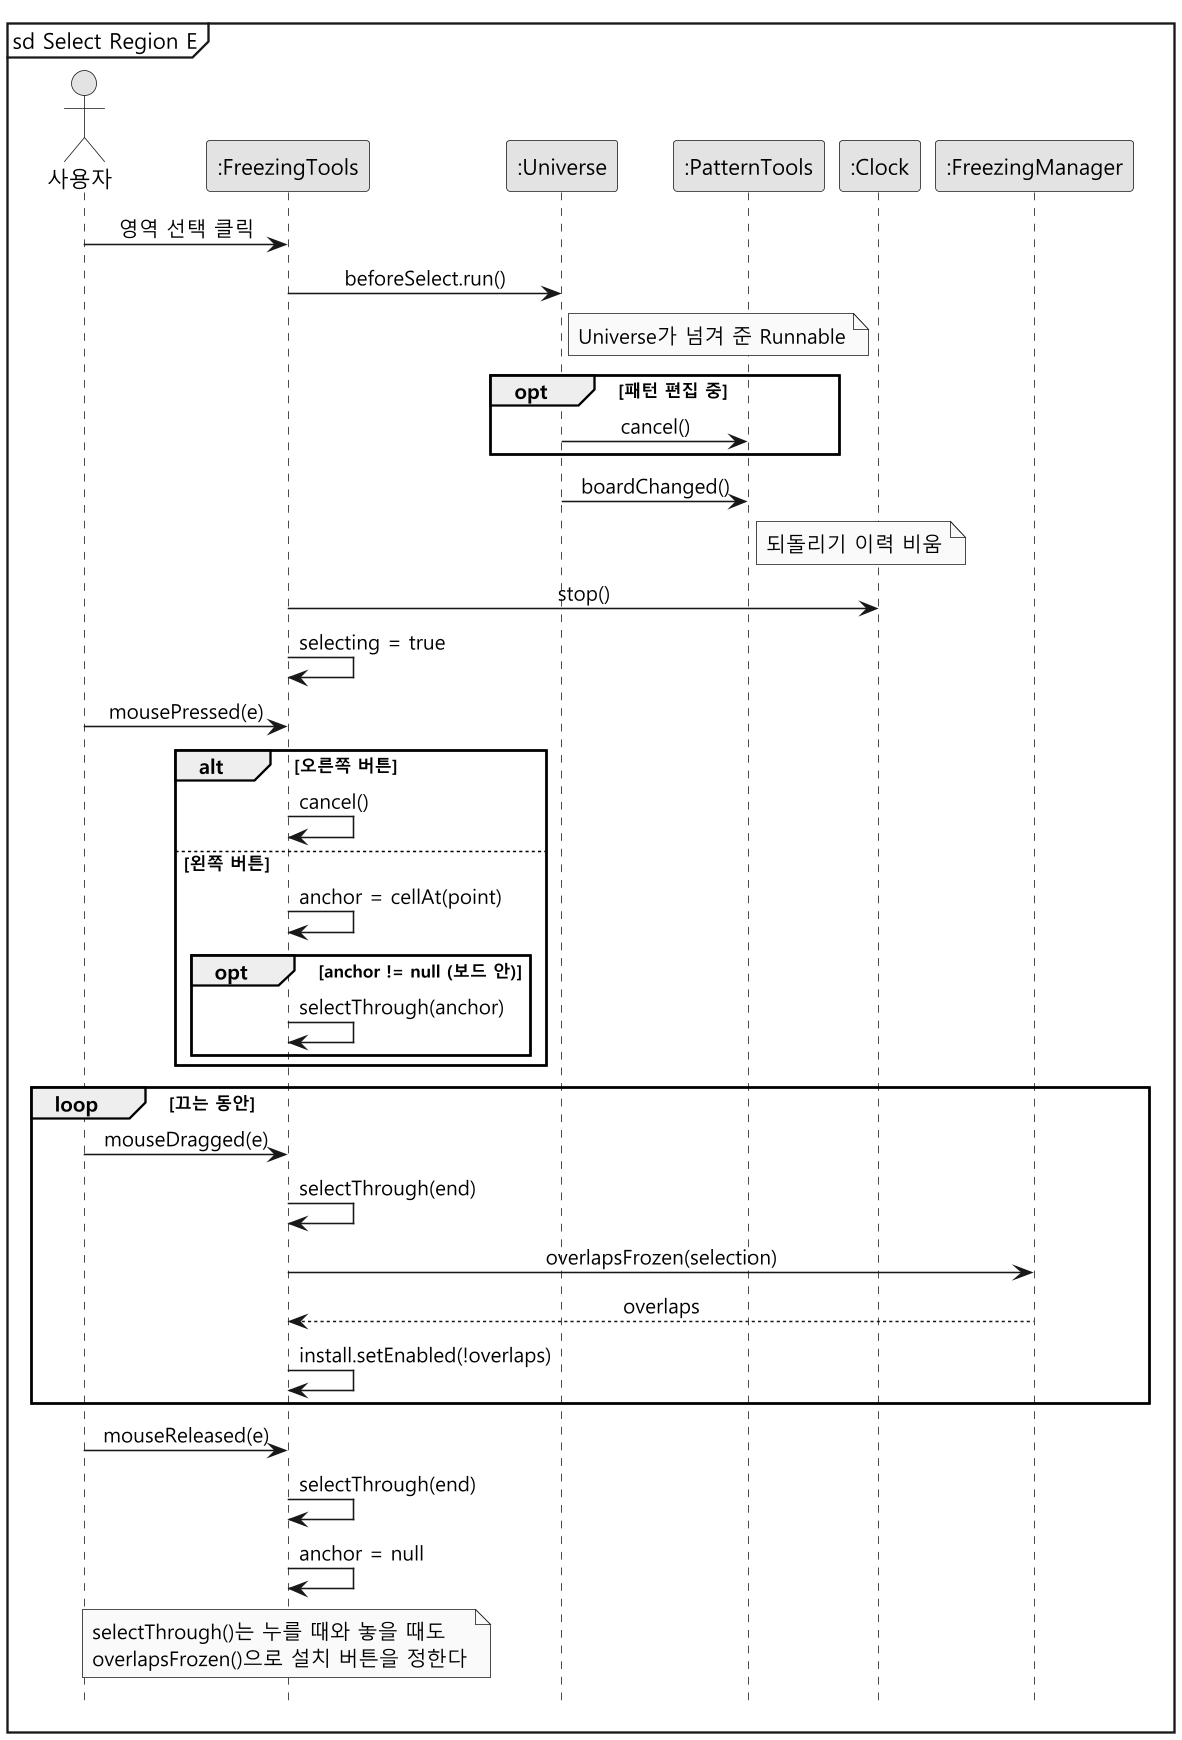 sd Select Region E
사용자
:FreezingTools
:Universe
:PatternTools
:Clock
:FreezingManager
영역 선택 클릭
beforeSelect.run()
Universe가 넘겨 준 Runnable
opt
[패턴 편집 중]
cancel()
boardChanged()
되돌리기 이력 비움
stop()
selecting = true
mousePressed(e)
alt
[오른쪽 버튼]
cancel()
[왼쪽 버튼]
anchor = cellAt(point)
opt
[anchor != null (보드 안)]
selectThrough(anchor)
loop
[끄는 동안]
mouseDragged(e)
selectThrough(end)
overlapsFrozen(selection)
overlaps
install.setEnabled(!overlaps)
mouseReleased(e)
selectThrough(end)
anchor = null
selectThrough()는 누를 때와 놓을 때도
overlapsFrozen()으로 설치 버튼을 정한다